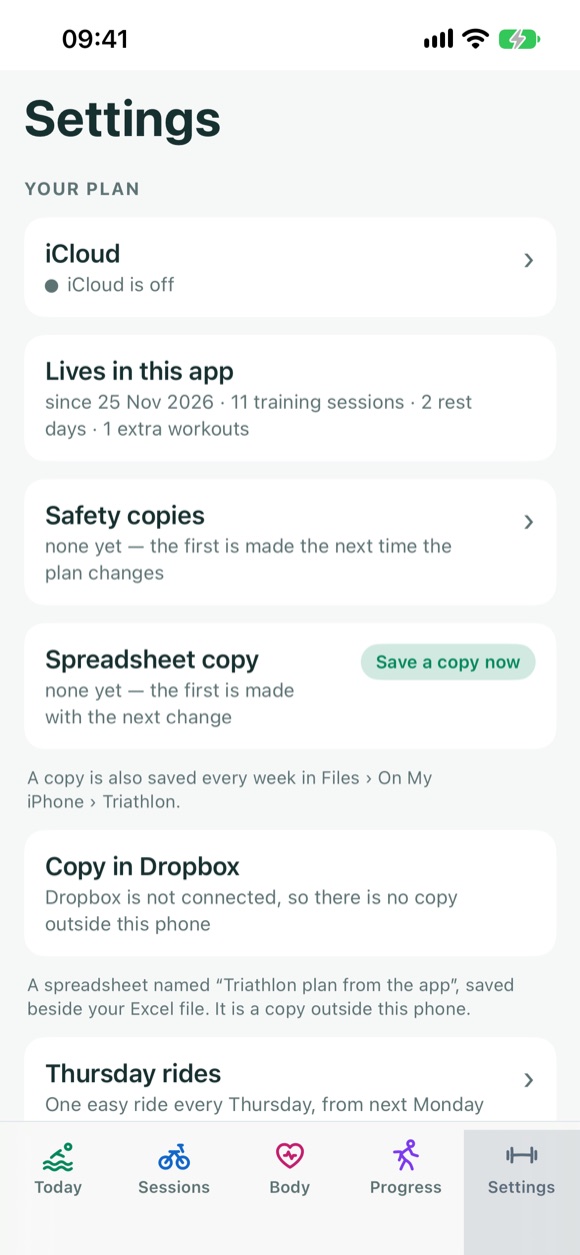 09:41
Settings
YOUR PLAN
iCloud
iCloud is off
Lives in this app
since 25 Nov 2026 · 11 training sessions · 2 rest
days · 1 extra workouts
Safety copies
none yet — the first is made the next time the
plan changes
Spreadsheet copy
Save a copy now
none yet — the first is made
with the next change
A copy is also saved every week in Files › On My
iPhone › Triathlon.
Copy in Dropbox
Dropbox is not connected, so there is no copy
outside this phone
A spreadsheet named “Triathlon plan from the app”, saved
beside your Excel file. It is a copy outside this phone.
Thursday rides
One easy ride every Thursday, from next Monday
Today
Sessions
Body
Progress
Settings